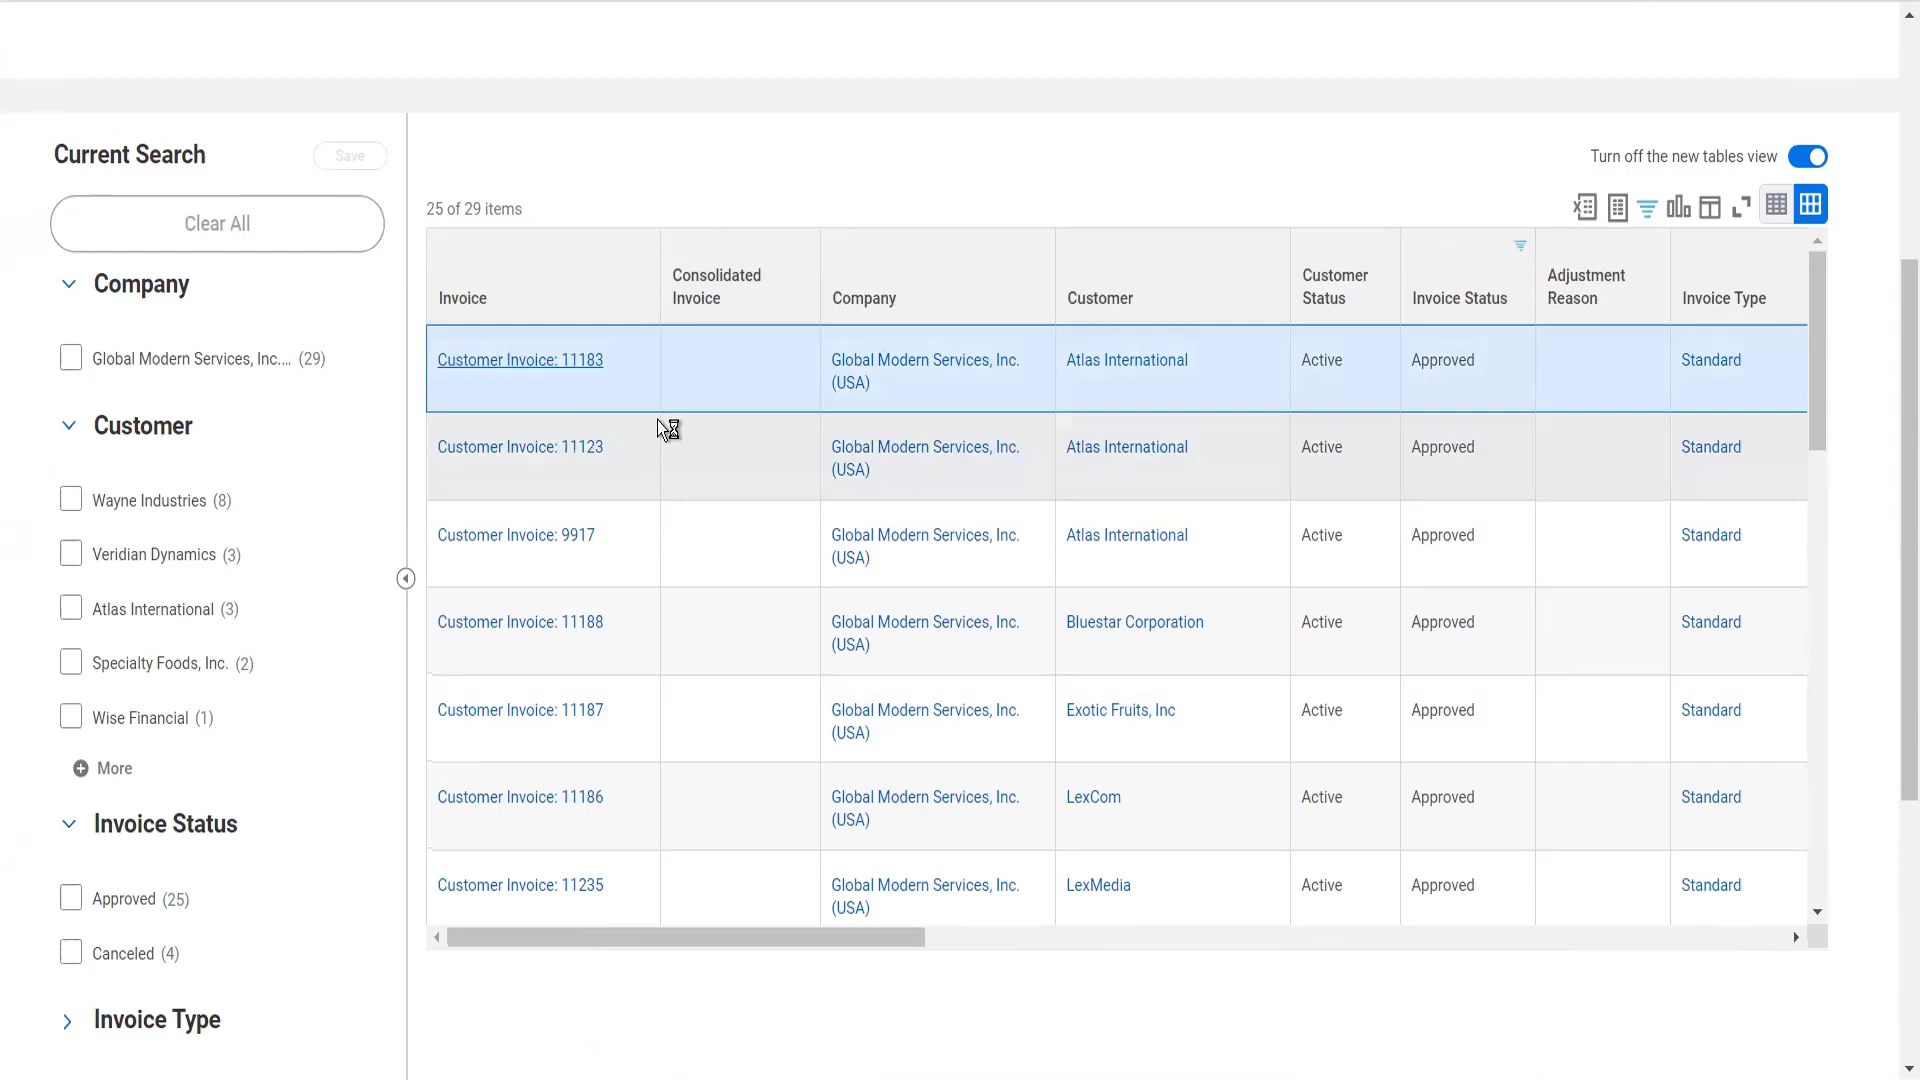 Current Search
Save
Clear All
Company
Global Modern Services, Inc.... (29)
Customer
Wayne Industries (8)
Veridian Dynamics (3)
Atlas International (3)
Specialty Foods, Inc. (2)
Wise Financial (1)
More
Invoice Status
Approved (25)
Canceled (4)
Invoice Type
Turn off the new tables view
25 of 29 items
Invoice
Consolidated
Invoice
Company
Customer
Customer
Status
Invoice Status
Adjustment
Reason
Invoice Type
Customer Invoice: 11183
Global Modern Services, Inc.
(USA)
Atlas International
Active
Approved
Standard
Customer Invoice: 11123
Global Modern Services, Inc.
(USA)
Atlas International
Active
Approved
Standard
Customer Invoice: 9917
Global Modern Services, Inc.
(USA)
Atlas International
Active
Approved
Standard
Customer Invoice: 11188
Global Modern Services, Inc.
(USA)
Bluestar Corporation
Active
Approved
Standard
Customer Invoice: 11187
Global Modern Services, Inc.
(USA)
Exotic Fruits, Inc
Active
Approved
Standard
Customer Invoice: 11186
Global Modern Services, Inc.
(USA)
LexCom
Active
Approved
Standard
Customer Invoice: 11235
Global Modern Services, Inc.
(USA)
LexMedia
Active
Approved
Standard